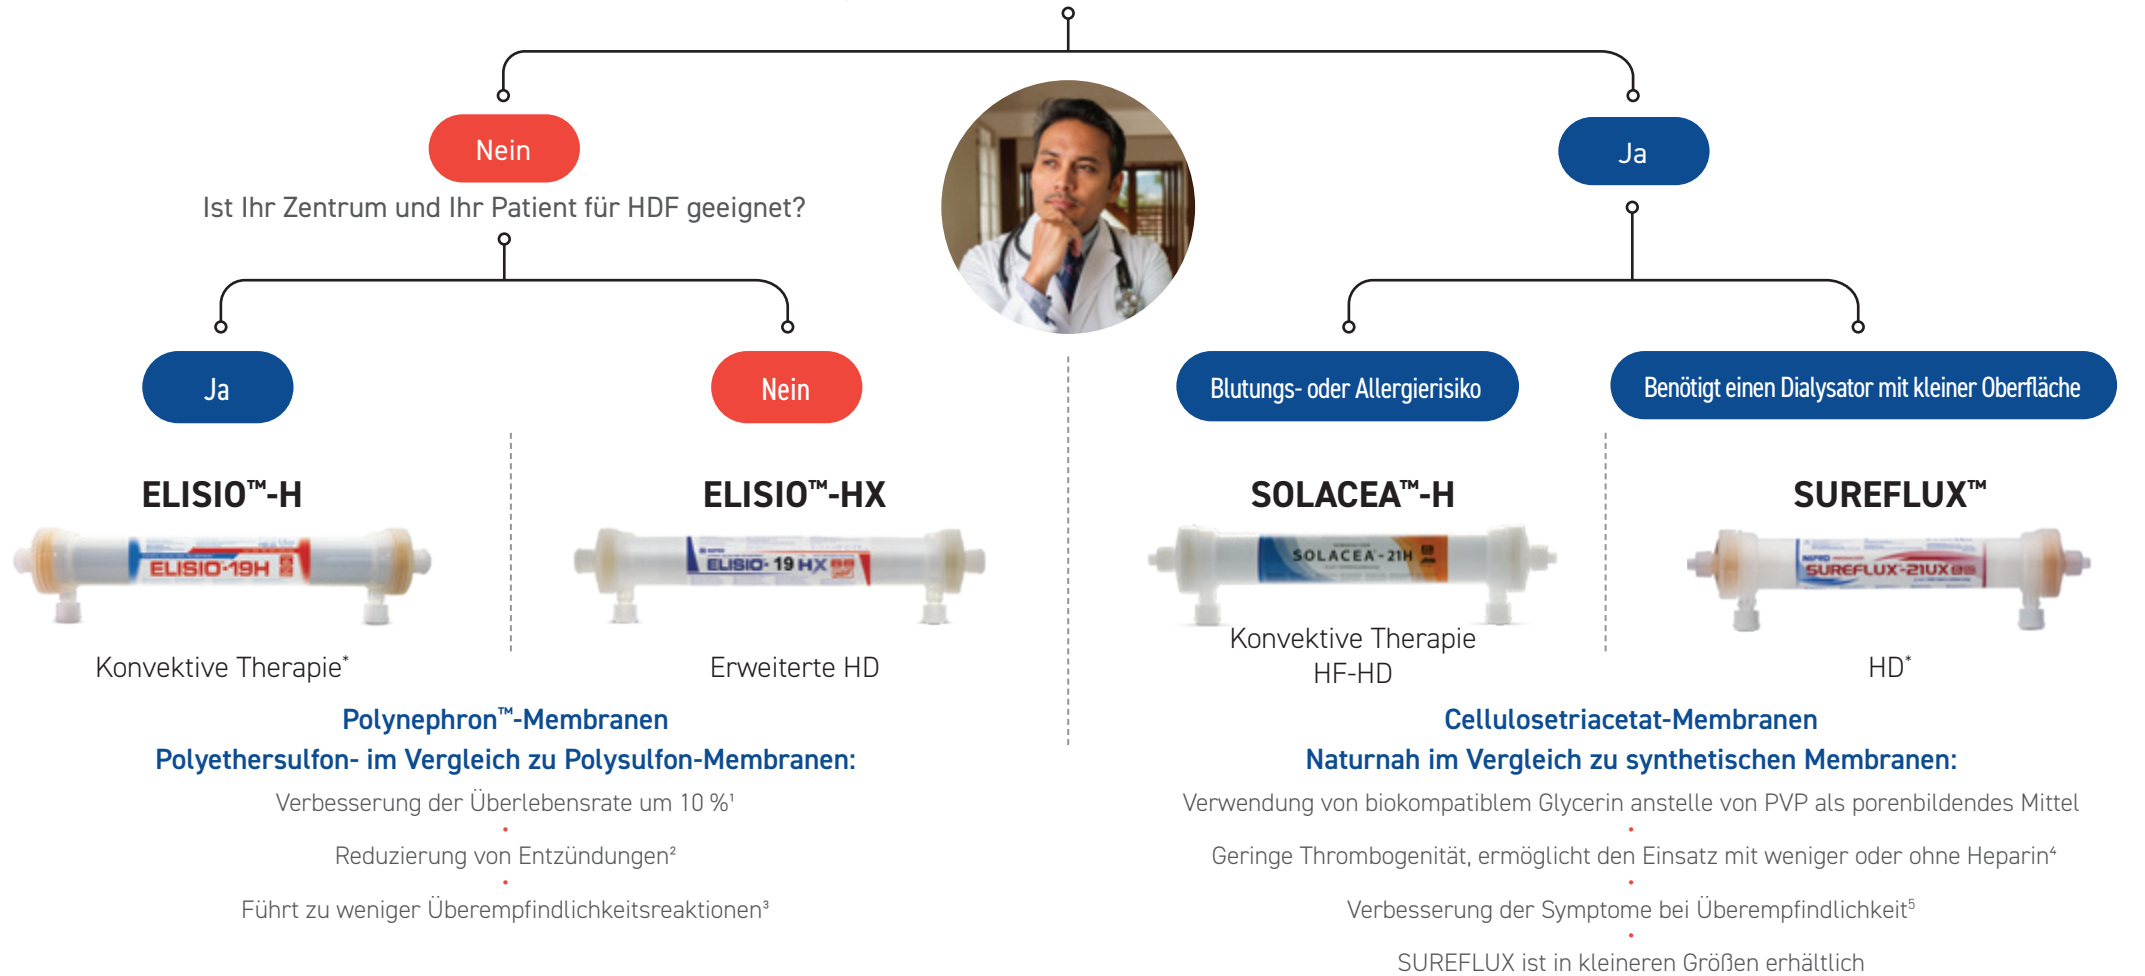 Nein
Ja
Ist Ihr Zentrum und Ihr Patient für HDF geeignet?
Ja
Nein
Blutungs- oder Allergierisiko
Benötigt einen Dialysator mit kleiner Oberfläche
ELISIO™-H
ELISIO™-HX
SOLACEA™-H
SUREFLUX™
ELISIO-19H
NIPRO
ELISIO-19HX
SOLACEA-21H
NIPRO
SUREFLUX-21UX
Konvektive Therapie*
Erweiterte HD
Konvektive Therapie
HF-HD
HD*
Polynephron™-Membranen
Polyethersulfon- im Vergleich zu Polysulfon-Membranen:
Verbesserung der Überlebensrate um 10 %¹
Reduzierung von Entzündungen²
Führt zu weniger Überempfindlichkeitsreaktionen³
Cellulosetriacetat-Membranen
Naturnah im Vergleich zu synthetischen Membranen:
Verwendung von biokompatiblem Glycerin anstelle von PVP als porenbildendes Mittel
Geringe Thrombogenität, ermöglicht den Einsatz mit weniger oder ohne Heparin⁴
Verbesserung der Symptome bei Überempfindlichkeit⁵
SUREFLUX ist in kleineren Größen erhältlich